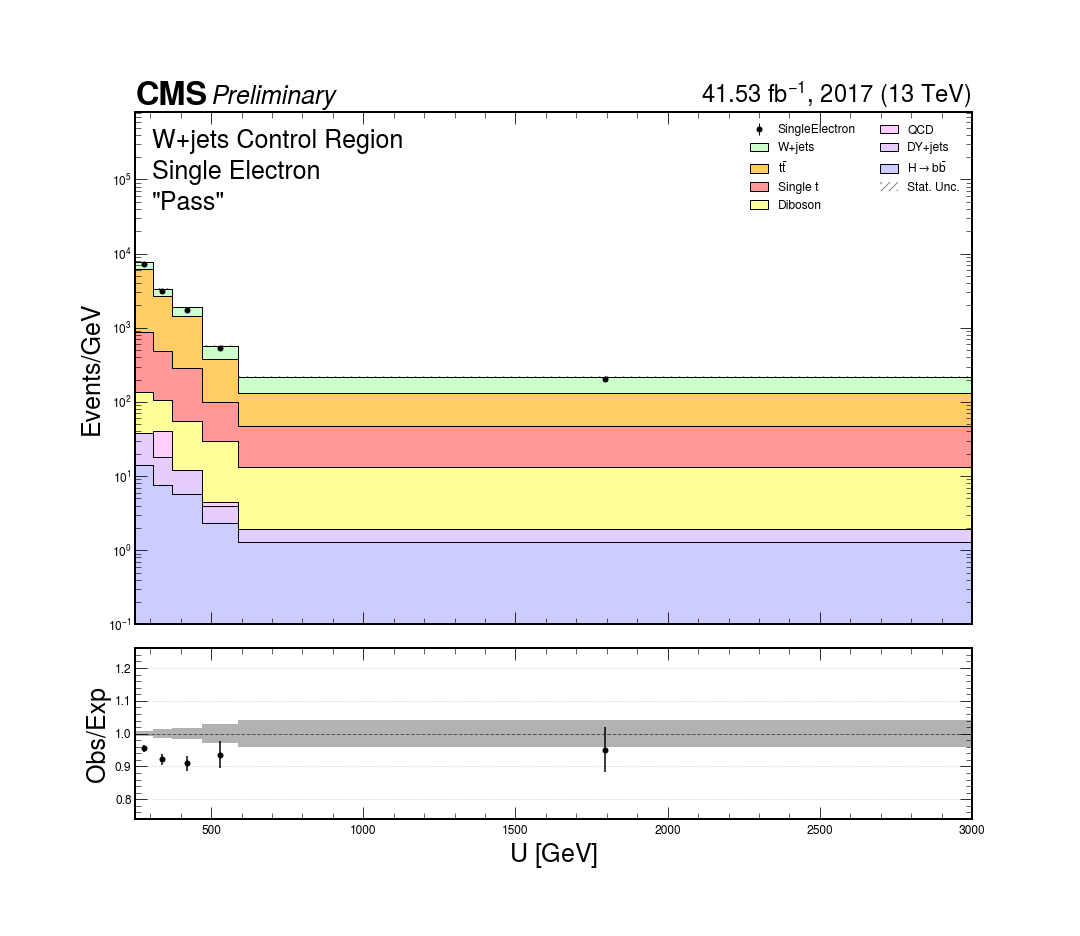 CMS Preliminary 41.53 fb⁻¹, 2017 (13 TeV)
W+jets Control Region
Single Electron
"Pass"
SingleElectron
W+jets
tt̄
Single t
Diboson
QCD
DY+jets
H→bb̄
Stat. Unc.
Events/GeV
10⁵
10⁴
10³
10²
10¹
10⁰
10⁻¹
Obs/Exp
1.2
1.1
1.0
0.9
0.8
500 1000 1500 2000 2500 3000
U [GeV]